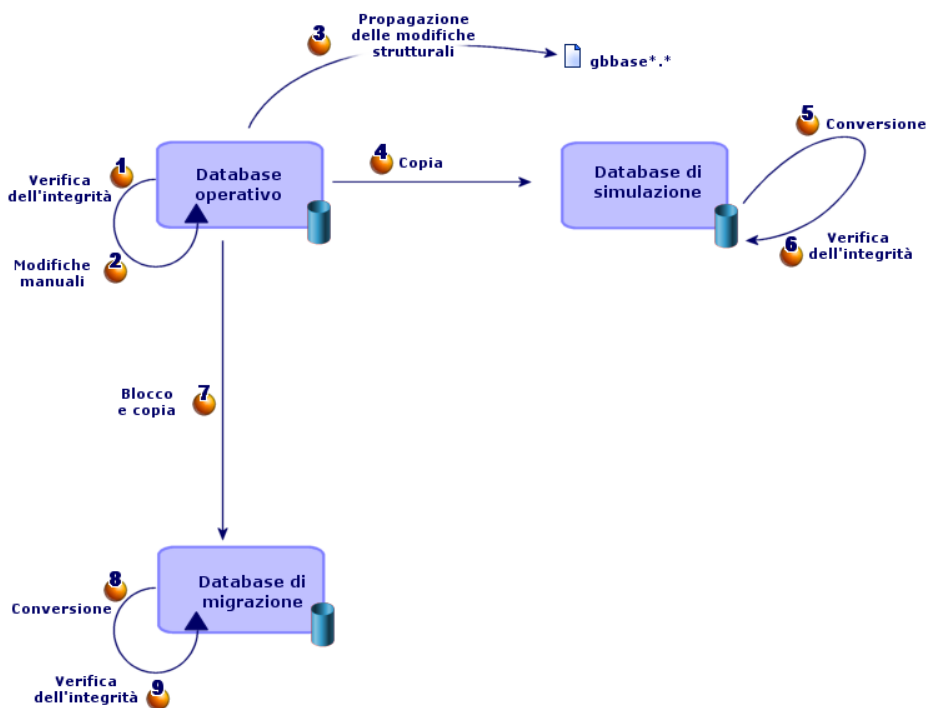 3
Propagazione
delle modifiche
strutturali
gbbase*.*
1
Verifica
dell'integrità
2
Modifiche
manuali
Database
operativo
4
Copia
Database di
simulazione
5
Conversione
6
Verifica
dell'integrità
7
Blocco
e copia
Database di
migrazione
8
Conversione
9
Verifica
dell'integrità